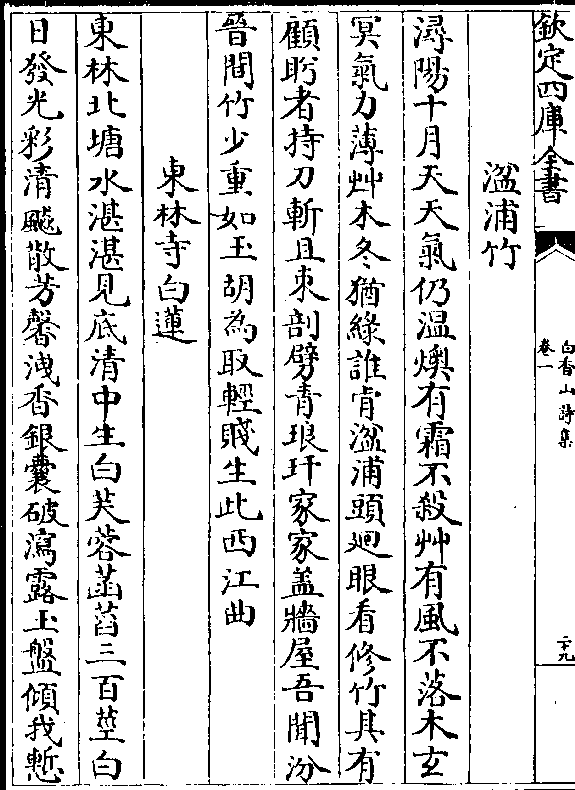 欽定四庫全書
白香山詩集
卷一
二十九
湓浦竹
潯陽十月天天氣仍温燠有霜不殺艸有風不落木玄
冥氣力薄艸木冬猶緑誰肯湓浦頭廻眼看修竹其有
顧盻者持刀斬且束剖劈青琅玕家家盖牆屋吾聞汾
晉間竹少重如玉胡為取輕賤生此西江曲
東林寺白蓮
東林北塘水湛湛見底清中生白芙蓉菡萏三百莖白
日發光彩清飈散芳馨洩香銀囊破瀉露玉盤傾我慙